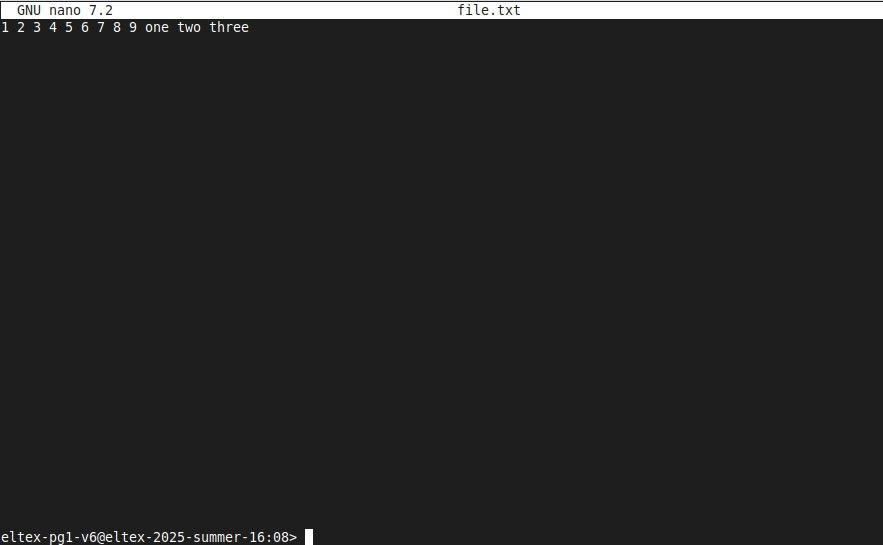 GNU nano 7.2 file.txt
1 2 3 4 5 6 7 8 9 one two three
eltex-pg1-v6@eltex-2025-summer-16:08>